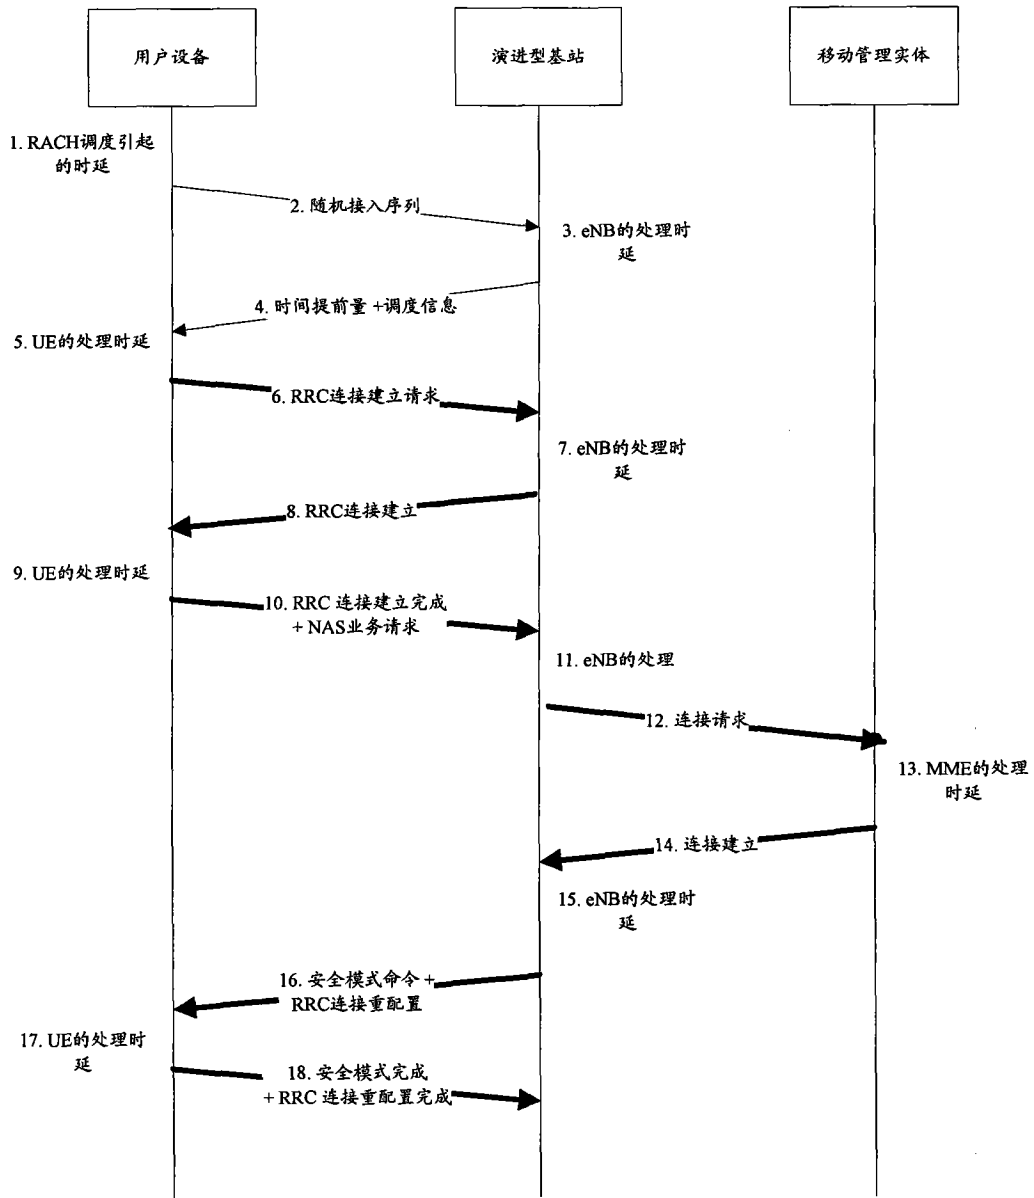 用户设备
演进型基站
移动管理实体
1. RACH调度引起
的时延
2. 随机接入序列
3. eNB的处理时
延
4. 时间提前量 +调度信息
5. UE的处理时延
6. RRC连接建立请求
7. eNB的处理时
延
8. RRC连接建立
9. UE的处理时延
10. RRC 连接建立完成
+ NAS业务请求
11. eNB的处理
12. 连接请求
13. MME的处理
时延
14. 连接建立
15. eNB的处理时
延
16. 安全模式命令 +
RRC连接重配置
17. UE的处理时
延
18. 安全模式完成
+ RRC 连接重配置完成